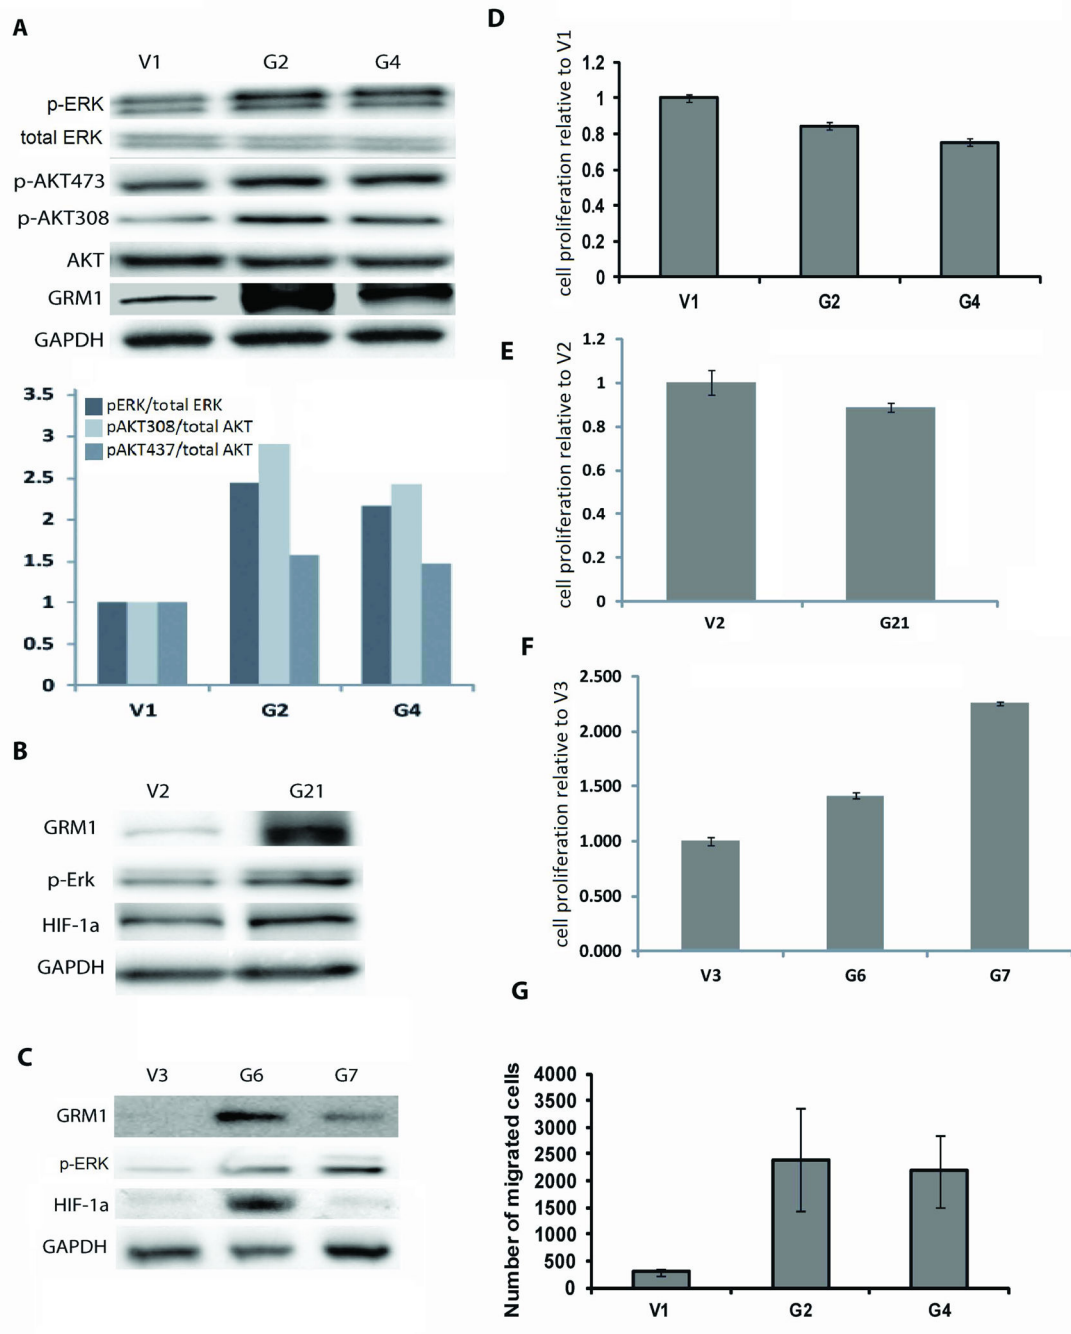 A
V1 G2 G4
p-ERK
total ERK
p-AKT473
p-AKT308
AKT
GRM1
GAPDH
3.5
3
2.5
2
1.5
1
0.5
0
pERK/total ERK
pAKT308/total AKT
pAKT437/total AKT
V1 G2 G4
B
V2 G21
GRM1
p-Erk
HIF-1a
GAPDH
C
V3 G6 G7
GRM1
p-ERK
HIF-1a
GAPDH
D
cell proliferation relative to V1
1.2
1
0.8
0.6
0.4
0.2
0
V1 G2 G4
E
cell proliferation relative to V2
1.2
1
0.8
0.6
0.4
0.2
0
V2 G21
F
cell proliferation relative to V3
2.500
2.000
1.500
1.000
0.500
0.000
V3 G6 G7
G
Number of migrated cells
4000
3500
3000
2500
2000
1500
1000
500
0
V1 G2 G4